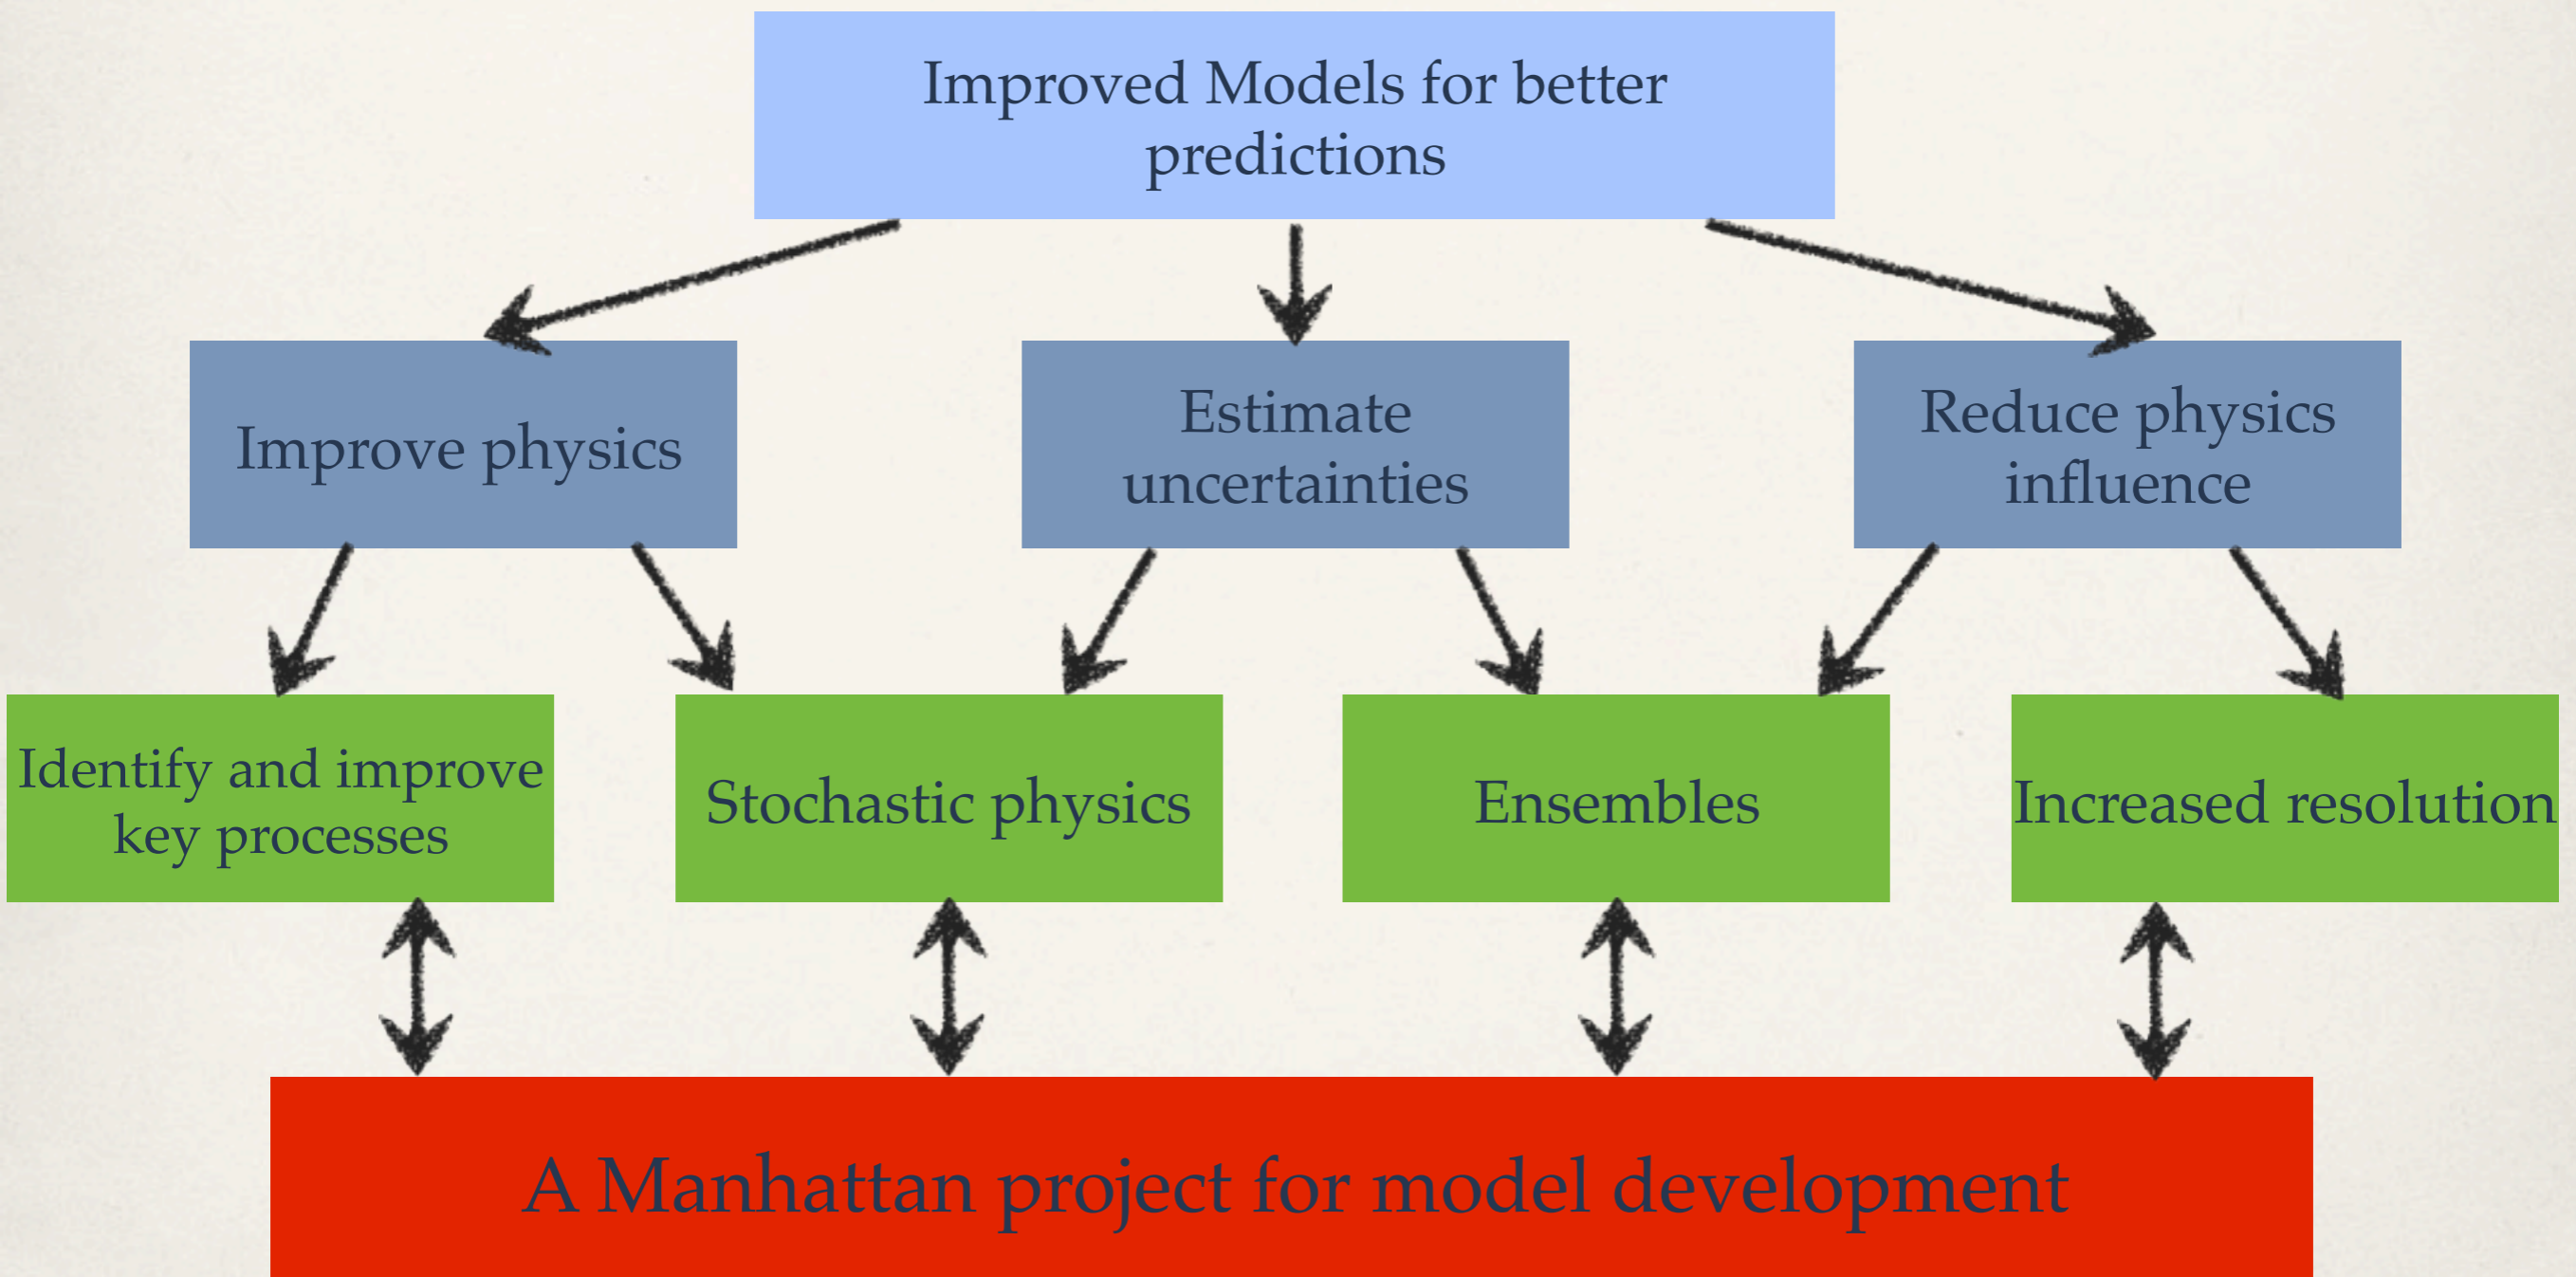 Improved Models for better
predictions
Improve physics
Estimate
uncertainties
Reduce physics
influence
Identify and improve
key processes
Stochastic physics
Ensembles
Increased resolution
A Manhattan project for model development